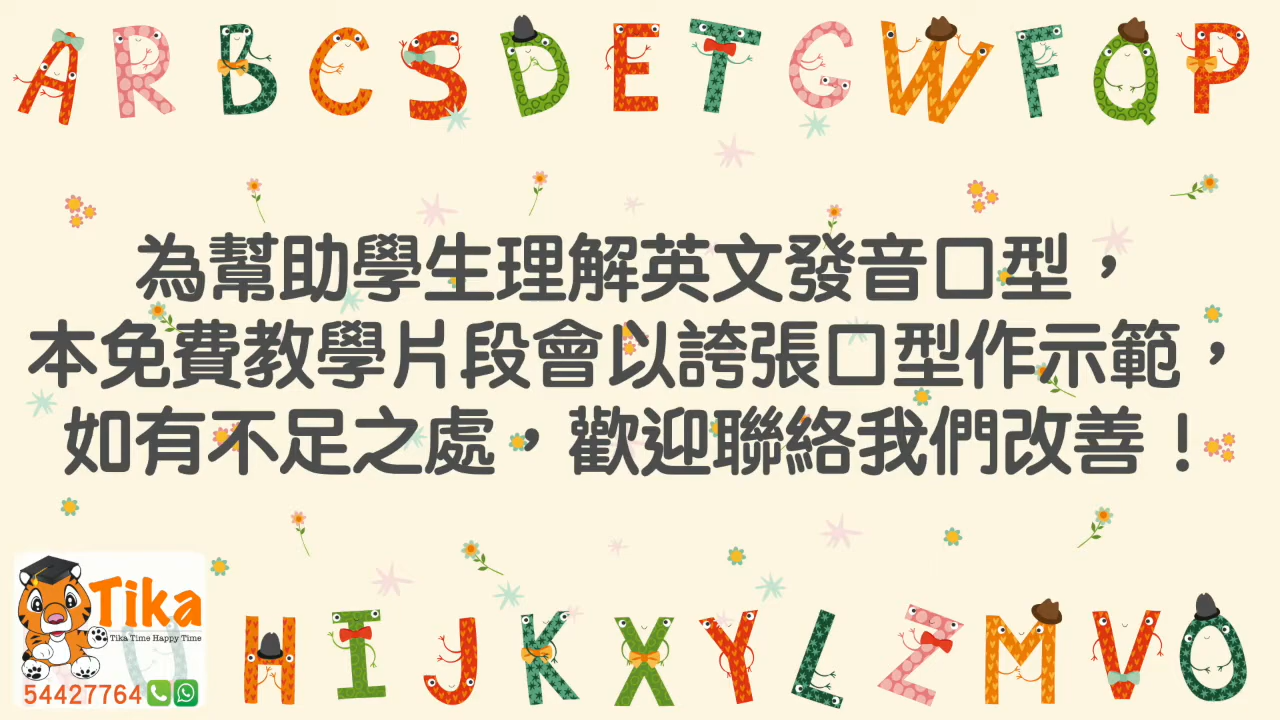 A R B C S D E T G W F Q P
為幫助學生理解英文發音口型，
本免費教學片段會以誇張口型作示範，
如有不足之處，歡迎聯絡我們改善！
Tika
Tika Time Happy Time
54427764
U H I J K X Y L Z M V O